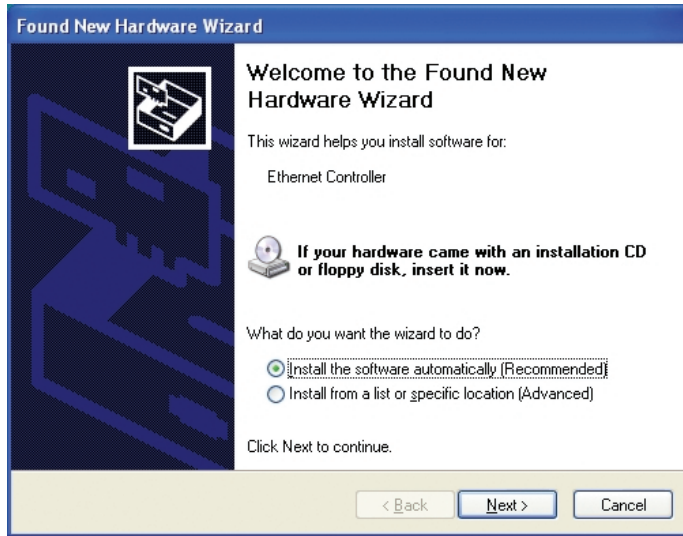 Found New Hardware Wizard
Welcome to the Found New
Hardware Wizard
This wizard helps you install software for:
Ethernet Controller
If your hardware came with an installation CD
or floppy disk, insert it now.
What do you want the wizard to do?
Install the software automatically (Recommended)
Install from a list or specific location (Advanced)
Click Next to continue.
< Back Next > Cancel